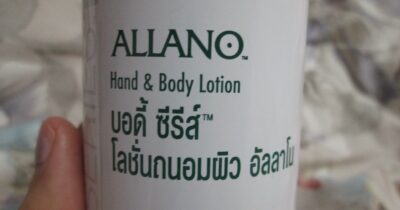 ALLANO™
Hand & Body Lotion
บอดี้ ซีรีส์™
โลชั่นถนอมผิว อัลลาโน